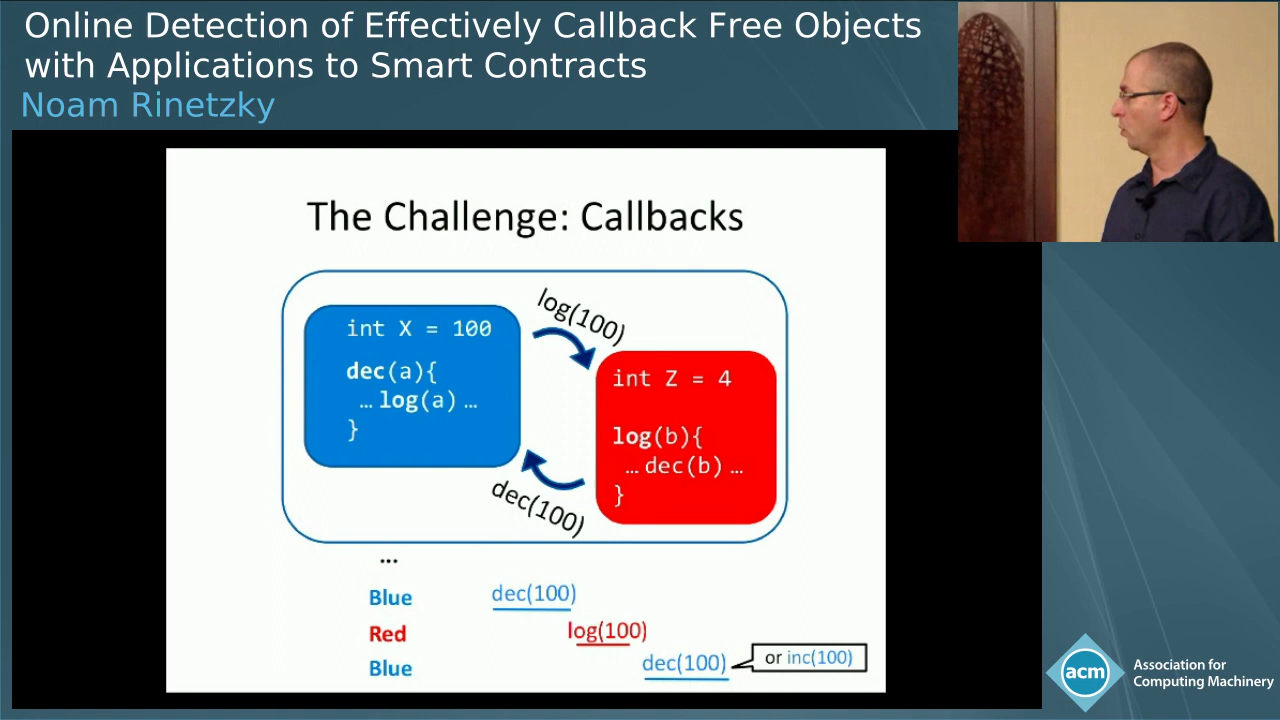 Online Detection of Effectively Callback Free Objects
with Applications to Smart Contracts
Noam Rinetzky
The Challenge: Callbacks
int X = 100
dec(a){
… log(a) …
}
log(100)
int Z = 4
log(b){
… dec(b) …
}
dec(100)
...
Blue dec(100)
Red log(100)
Blue dec(100) or inc(100)
acm
Association for
Computing Machinery